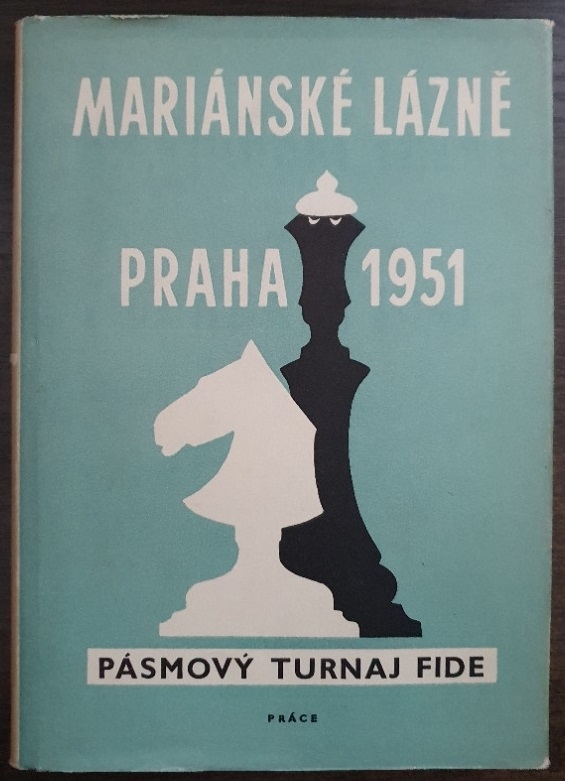 MARIÁNSKÉ LÁZNĚ
PRAHA 1951
PÁSMOVÝ TURNAJ FIDE
PRÁCE